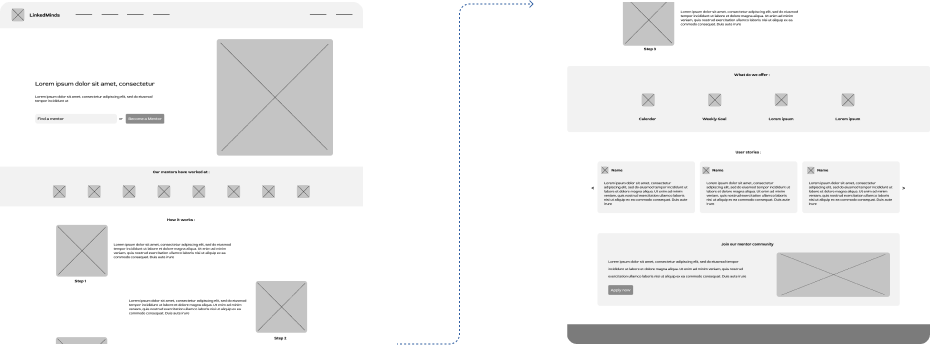 LinkedMinds
Lorem ipsum dolor sit amet, consectetur
Lorem ipsum dolor sit amet, consectetur adipiscing elit, sed do eiusmod
tempor incididunt ut
Find a mentor
or
Become a Mentor
Our mentors have worked at :
How it works :
Lorem ipsum dolor sit amet, consectetur adipiscing elit, sed do eiusmod
tempor incididunt ut labore et dolore magna aliqua. Ut enim ad minim
veniam, quis nostrud exercitation ullamco laboris nisi ut aliquip ex ea
commodo consequat. Duis aute irure
Step 1
Lorem ipsum dolor sit amet, consectetur adipiscing elit, sed do eiusmod
tempor incididunt ut labore et dolore magna aliqua. Ut enim ad minim
veniam, quis nostrud exercitation ullamco laboris nisi ut aliquip ex ea
commodo consequat. Duis aute irure
Step 2
Lorem ipsum dolor sit amet, consectetur adipiscing elit, sed do eiusmod
tempor incididunt ut labore et dolore magna aliqua. Ut enim ad minim
veniam, quis nostrud exercitation ullamco laboris nisi ut aliquip ex ea
commodo consequat. Duis aute irure
Step 3
What do we offer :
Calender
Weekly Goal
Lorem ipsum
Lorem ipsum
User stories :
Name
Lorem ipsum dolor sit amet, consectetur adipiscing
elit, sed do eiusmod tempor incididunt ut labore et
dolore magna aliqua. Ut enim ad minim veniam, quis
nostrud exercitation ullamco laboris nisi ut aliquip
ex ea commodo consequat. Duis aute irure
Name
Lorem ipsum dolor sit amet, consectetur adipiscing
elit, sed do eiusmod tempor incididunt ut labore et
dolore magna aliqua. Ut enim ad minim veniam, quis
nostrud exercitation ullamco laboris nisi ut aliquip
ex ea commodo consequat. Duis aute irure
Name
Lorem ipsum dolor sit amet, consectetur adipiscing
elit, sed do eiusmod tempor incididunt ut labore et
dolore magna aliqua. Ut enim ad minim veniam, quis
nostrud exercitation ullamco laboris nisi ut aliquip
ex ea commodo consequat. Duis aute irure
Join our mentor community
Lorem ipsum dolor sit amet, consectetur adipiscing elit, sed do eiusmod tempor
incididunt ut labore et dolore magna aliqua. Ut enim ad minim veniam, quis nostrud
exercitation ullamco laboris nisi ut aliquip ex ea commodo consequat. Duis aute irure
Apply now